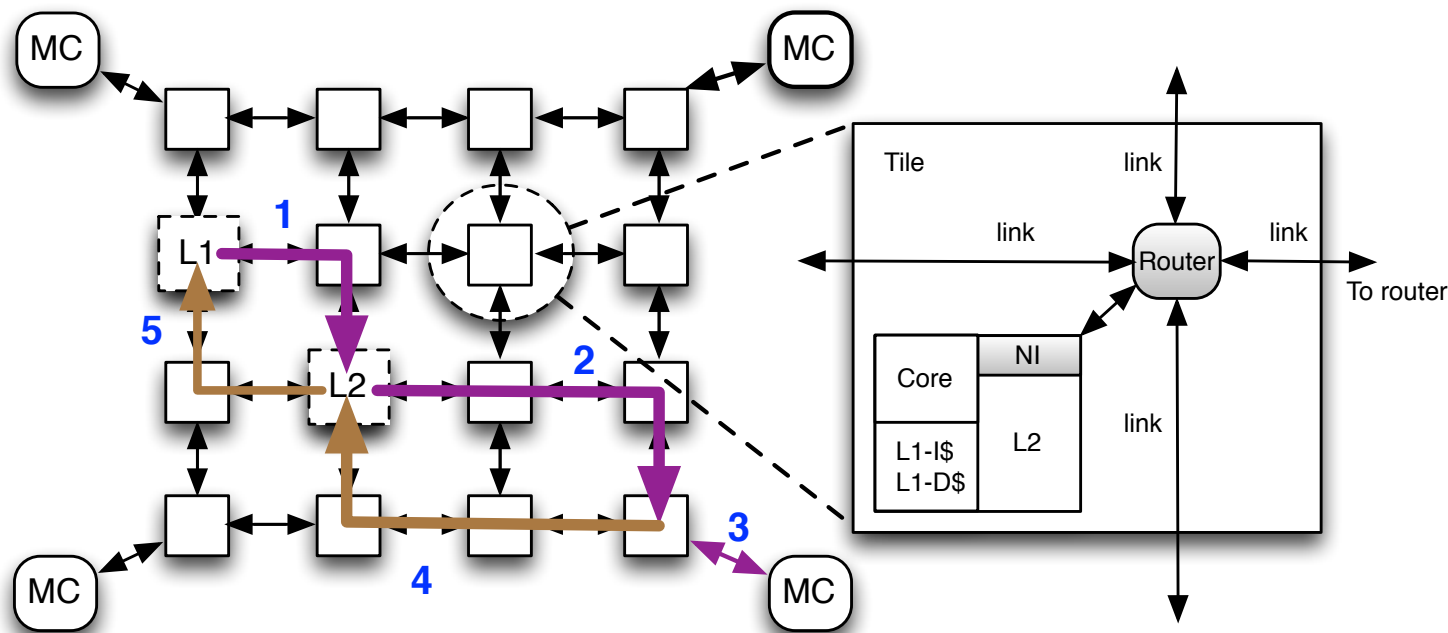 MC
MC
Tile
link
1
L1
link
link
Router
To router
5
2
NI
Core
L2
link
L1-I$
L2
L1-D$
3
4
MC
MC